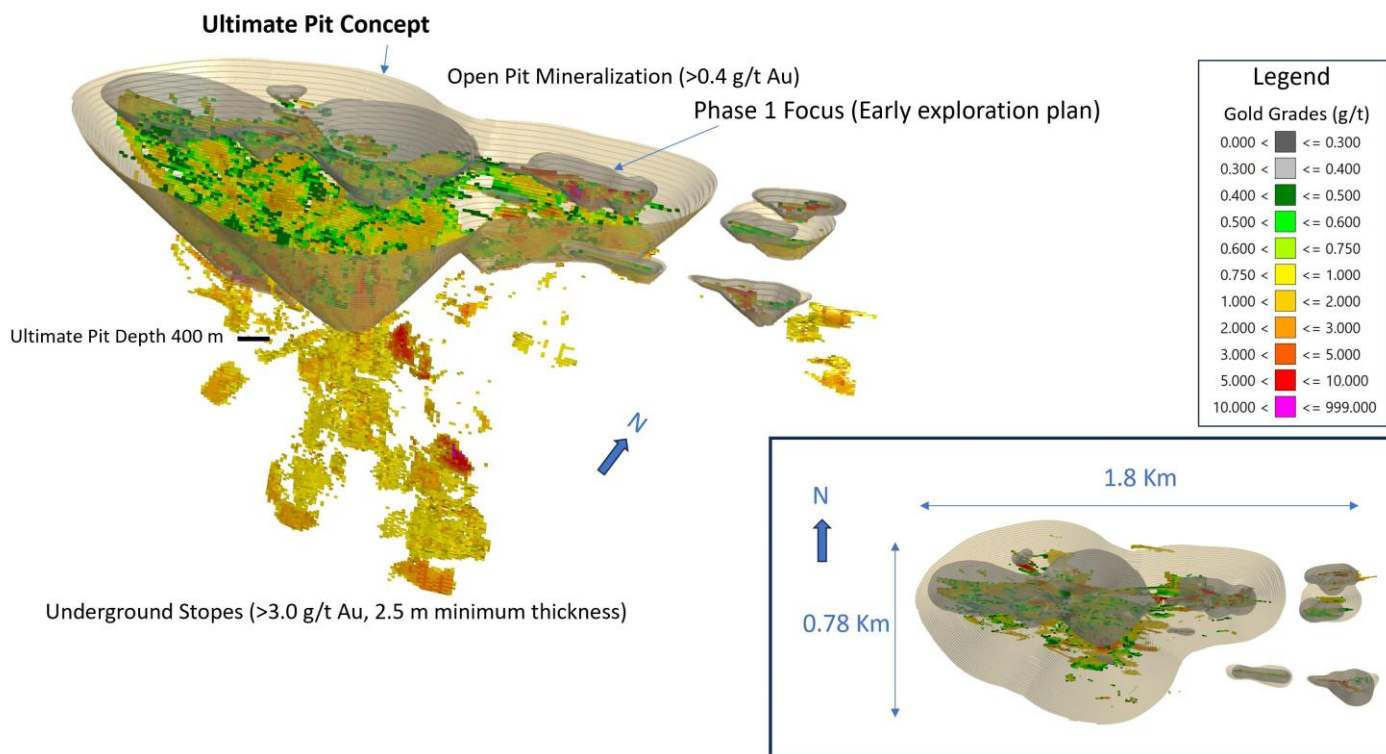 Ultimate Pit Concept
Open Pit Mineralization (>0.4 g/t Au)
Phase 1 Focus (Early exploration plan)
Ultimate Pit Depth 400 m
N
Underground Stopes (>3.0 g/t Au, 2.5 m minimum thickness)
Legend
Gold Grades (g/t)
0.000 < <= 0.300
0.300 < <= 0.400
0.400 < <= 0.500
0.500 < <= 0.600
0.600 < <= 0.750
0.750 < <= 1.000
1.000 < <= 2.000
2.000 < <= 3.000
3.000 < <= 5.000
5.000 < <= 10.000
10.000 < <= 999.000
N
1.8 Km
0.78 Km